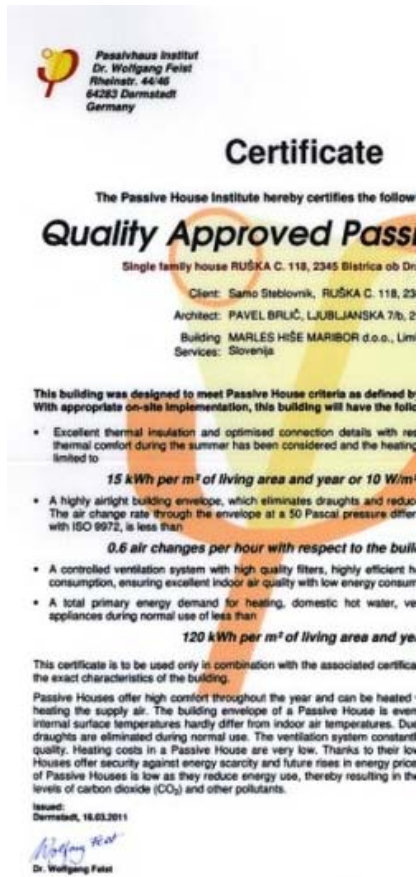 Passivhaus Institut
Dr. Wolfgang Feist
Rheinstr. 44/46
64283 Darmstadt
Germany
Certificate
The Passive House Institute hereby certifies the follow
Quality Approved Passi
Single family house RUŠKA C. 118, 2345 Bistrica ob Dr
Client: Samo Steblovnik, RUŠKA C. 118, 23
Architect: PAVEL BRLIČ, LJUBLJANSKA 7/b, 2
Building MARLES HIŠE MARIBOR d.o.o., Lim
Services: Slovenija
This building was designed to meet Passive House criteria as defined by
With appropriate on-site implementation, this building will have the follo
• Excellent thermal insulation and optimised connection details with res
thermal comfort during the summer has been considered and the heating
limited to
15 kWh per m² of living area and year or 10 W/m²
• A highly airtight building envelope, which eliminates draughts and reduc
The air change rate through the envelope at a 50 Pascal pressure differ
with ISO 9972, is less than
0.6 air changes per hour with respect to the buil
• A controlled ventilation system with high quality filters, highly efficient h
consumption, ensuring excellent indoor air quality with low energy consum
• A total primary energy demand for heating, domestic hot water, ve
appliances during normal use of less than
120 kWh per m² of living area and ye
This certificate is to be used only in combination with the associated certifica
the exact characteristics of the building.
Passive Houses offer high comfort throughout the year and can be heated
heating the supply air. The building envelope of a Passive House is even
internal surface temperatures hardly differ from indoor air temperatures. Du
draughts are eliminated during normal use. The ventilation system constantl
quality. Heating costs in a Passive House are very low. Thanks to their lo
Houses offer security against energy scarcity and future rises in energy price
of Passive Houses is low as they reduce energy use, thereby resulting in the
levels of carbon dioxide (CO₂) and other pollutants.
Issued:
Darmstadt, 16.03.2011
Wolfgang Feist
Dr. Wolfgang Feist